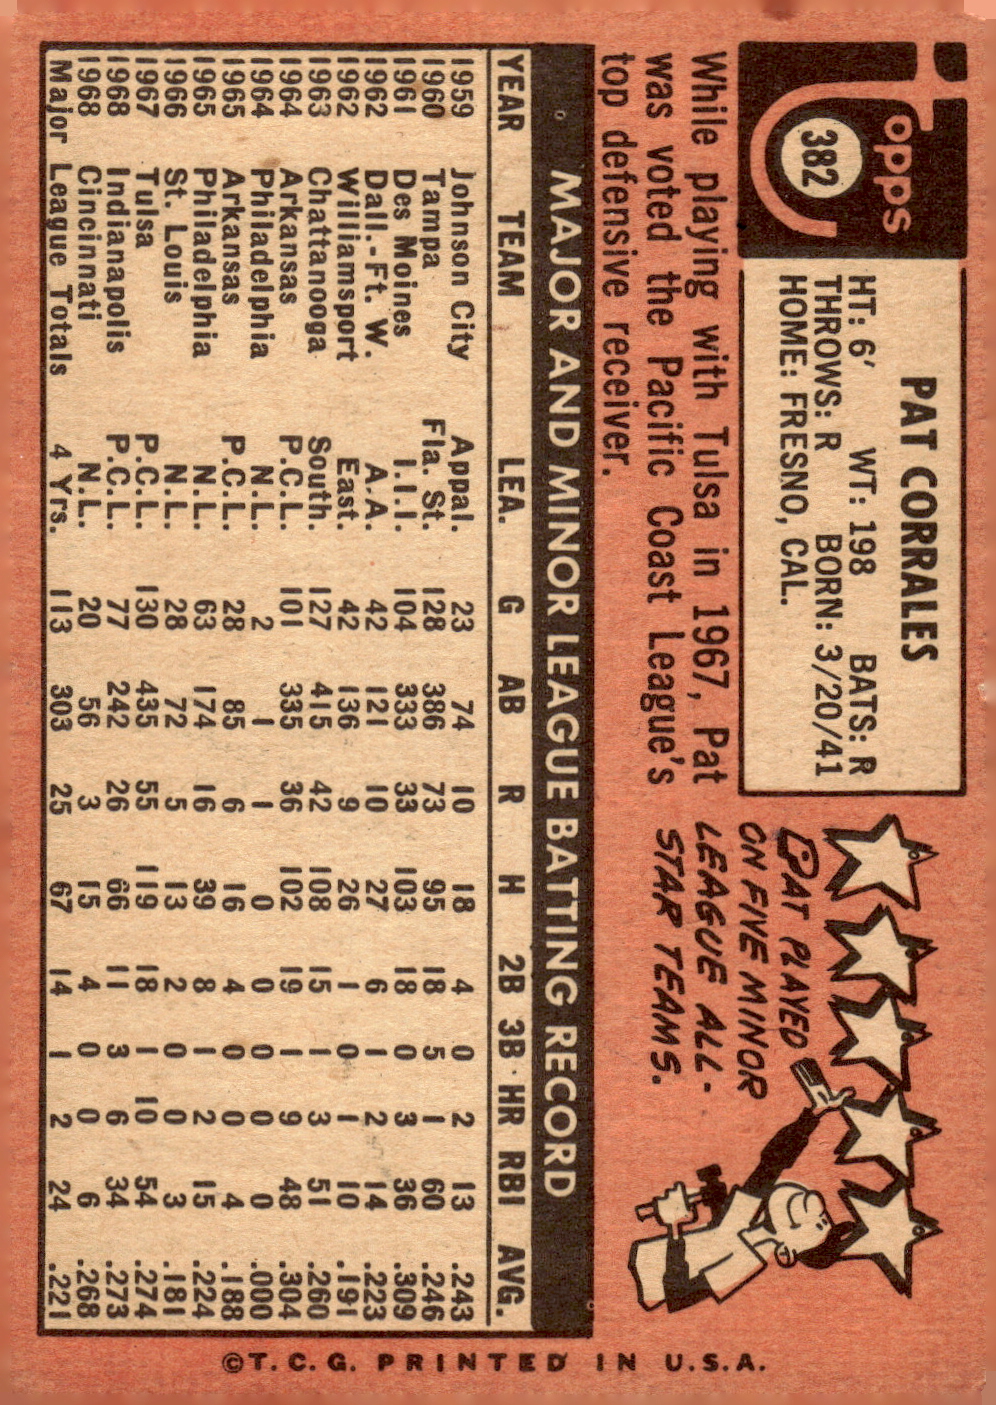 Topps
382
PAT CORRALES
HT: 6' WT: 198 BATS: R
THROWS: R BORN: 3/20/41
HOME: FRESNO, CAL.
While playing with Tulsa in 1967, Pat
was voted the Pacific Coast League's
top defensive receiver.
PAT PLAYED
ON FIVE MINOR
LEAGUE ALL-
STAR TEAMS.
MAJOR AND MINOR LEAGUE BATTING RECORD
YEAR TEAM LEA. G AB R H 2B 3B HR RBI AVG.
1959 Johnson City Appal. 23 74 10 18 4 0 2 13 .243
1960 Tampa Fla. St. 128 386 73 95 18 5 1 60 .246
1961 Des Moines I.I.I. 104 333 33 103 18 0 3 36 .309
1962 Dall.-Ft. W. A.A. 42 121 10 27 6 1 2 14 .223
1962 Williamsport East. 42 136 9 26 1 0 1 10 .191
1963 Chattanooga South. 127 415 42 108 15 1 3 51 .260
1964 Arkansas P.C.L. 101 335 36 102 19 1 9 48 .304
1964 Philadelphia N.L. 2 1 1 0 0 0 0 0 .000
1965 Arkansas P.C.L. 28 85 6 16 4 0 0 4 .188
1965 Philadelphia N.L. 63 174 16 39 8 1 2 15 .224
1966 St. Louis N.L. 28 72 5 13 2 0 0 3 .181
1967 Tulsa P.C.L. 130 435 55 119 18 1 10 54 .274
1968 Indianapolis P.C.L. 77 242 26 66 11 3 6 34 .273
1968 Cincinnati N.L. 20 56 3 15 4 0 0 6 .268
Major League Totals 4 Yrs. 113 303 25 67 14 1 2 24 .221
©T.C.G. PRINTED IN U.S.A.